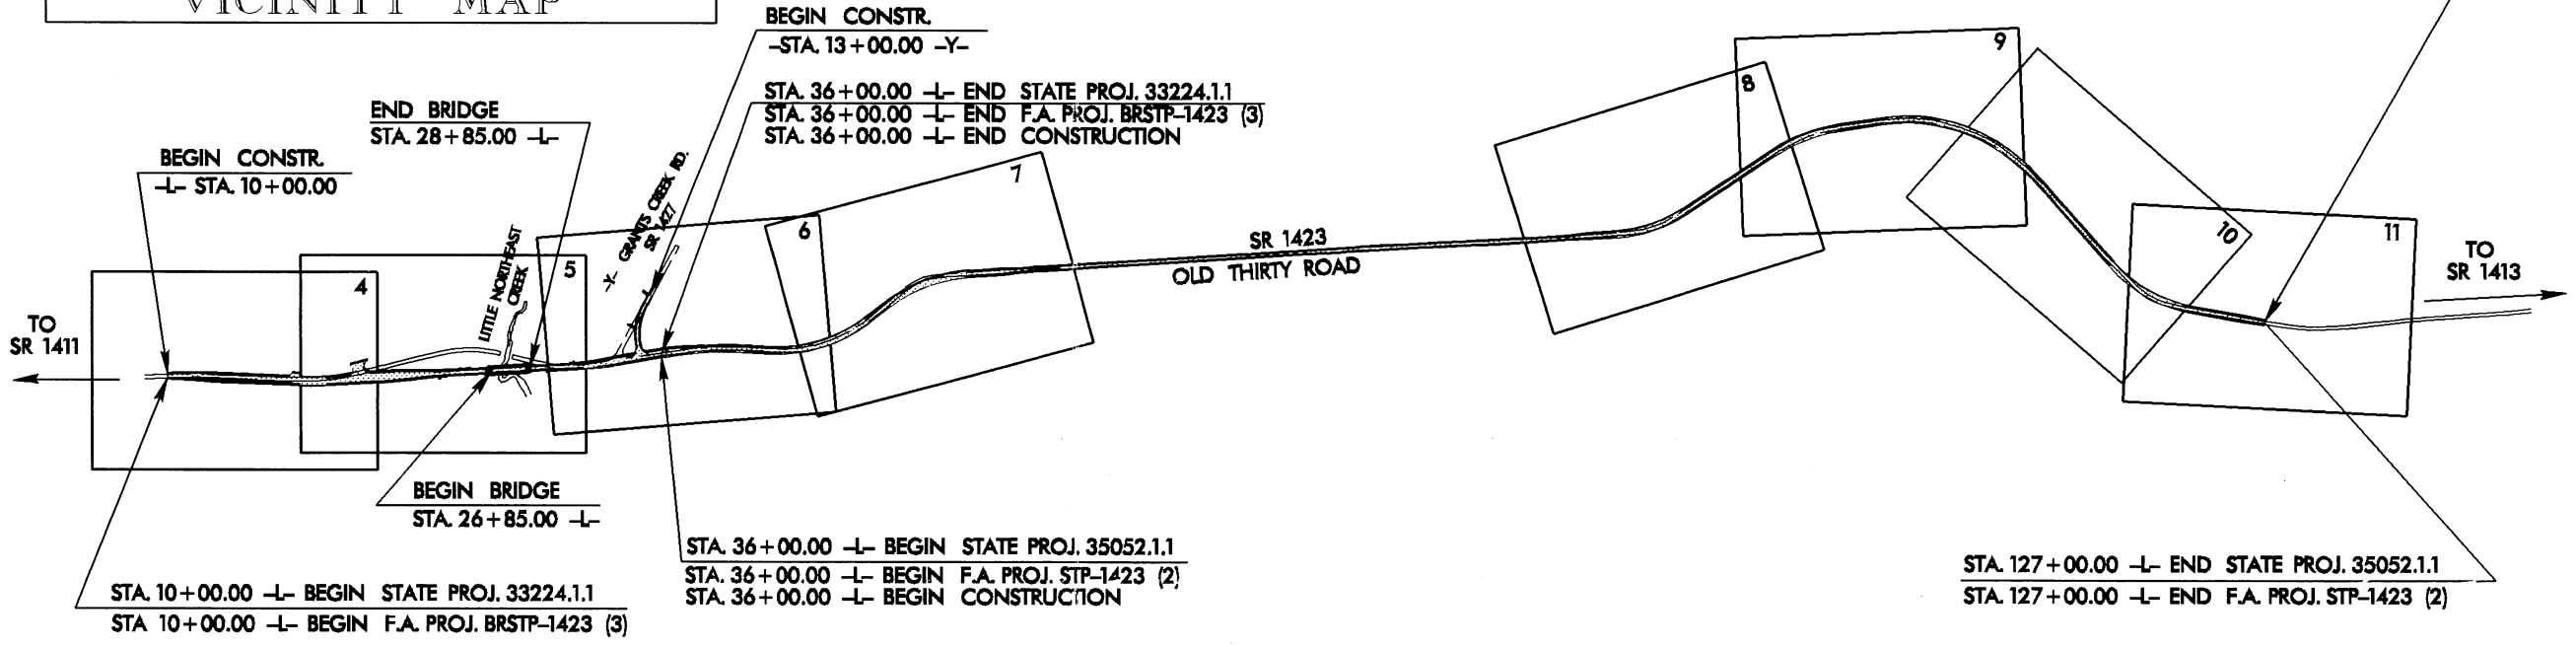 VICINITY MAP
BEGIN CONSTR.
-STA. 13+00.00 -Y-
STA. 36+00.00 -L- END STATE PROJ. 33224.1.1
STA. 36+00.00 -L- END F.A. PROJ. BRSTP-1423 (3)
STA. 36+00.00 -L- END CONSTRUCTION
END BRIDGE
STA. 28+85.00 -L-
BEGIN CONSTR.
-L- STA. 10+00.00
-Y- GRANTS CREEK RD.
SR 1427
LITTLE NORTHEAST
CREEK
4
5
6
7
8
9
10
11
TO
SR 1411
SR 1423
OLD THIRTY ROAD
TO
SR 1413
BEGIN BRIDGE
STA. 26+85.00 -L-
STA. 10+00.00 -L- BEGIN STATE PROJ. 33224.1.1
STA 10+00.00 -L- BEGIN F.A. PROJ. BRSTP-1423 (3)
STA. 36+00.00 -L- BEGIN STATE PROJ. 35052.1.1
STA. 36+00.00 -L- BEGIN F.A. PROJ. STP-1423 (2)
STA. 36+00.00 -L- BEGIN CONSTRUCTION
STA. 127+00.00 -L- END STATE PROJ. 35052.1.1
STA. 127+00.00 -L- END F.A. PROJ. STP-1423 (2)